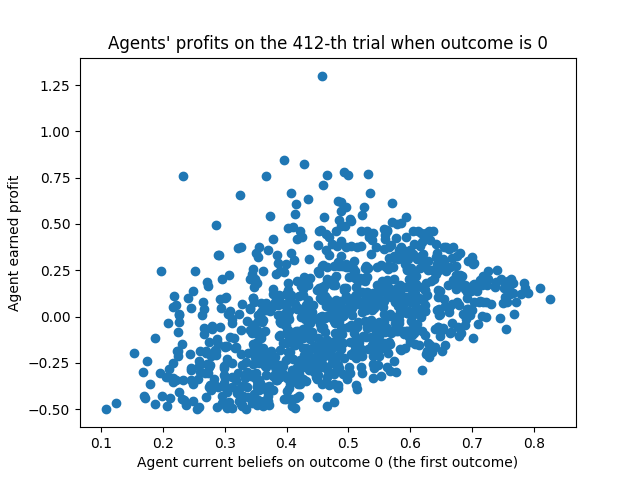 Agents' profits on the 412-th trial when outcome is 0
1.25
1.00
0.75
0.50
0.25
0.00
−0.25
−0.50
Agent earned profit
0.1 0.2 0.3 0.4 0.5 0.6 0.7 0.8
Agent current beliefs on outcome 0 (the first outcome)